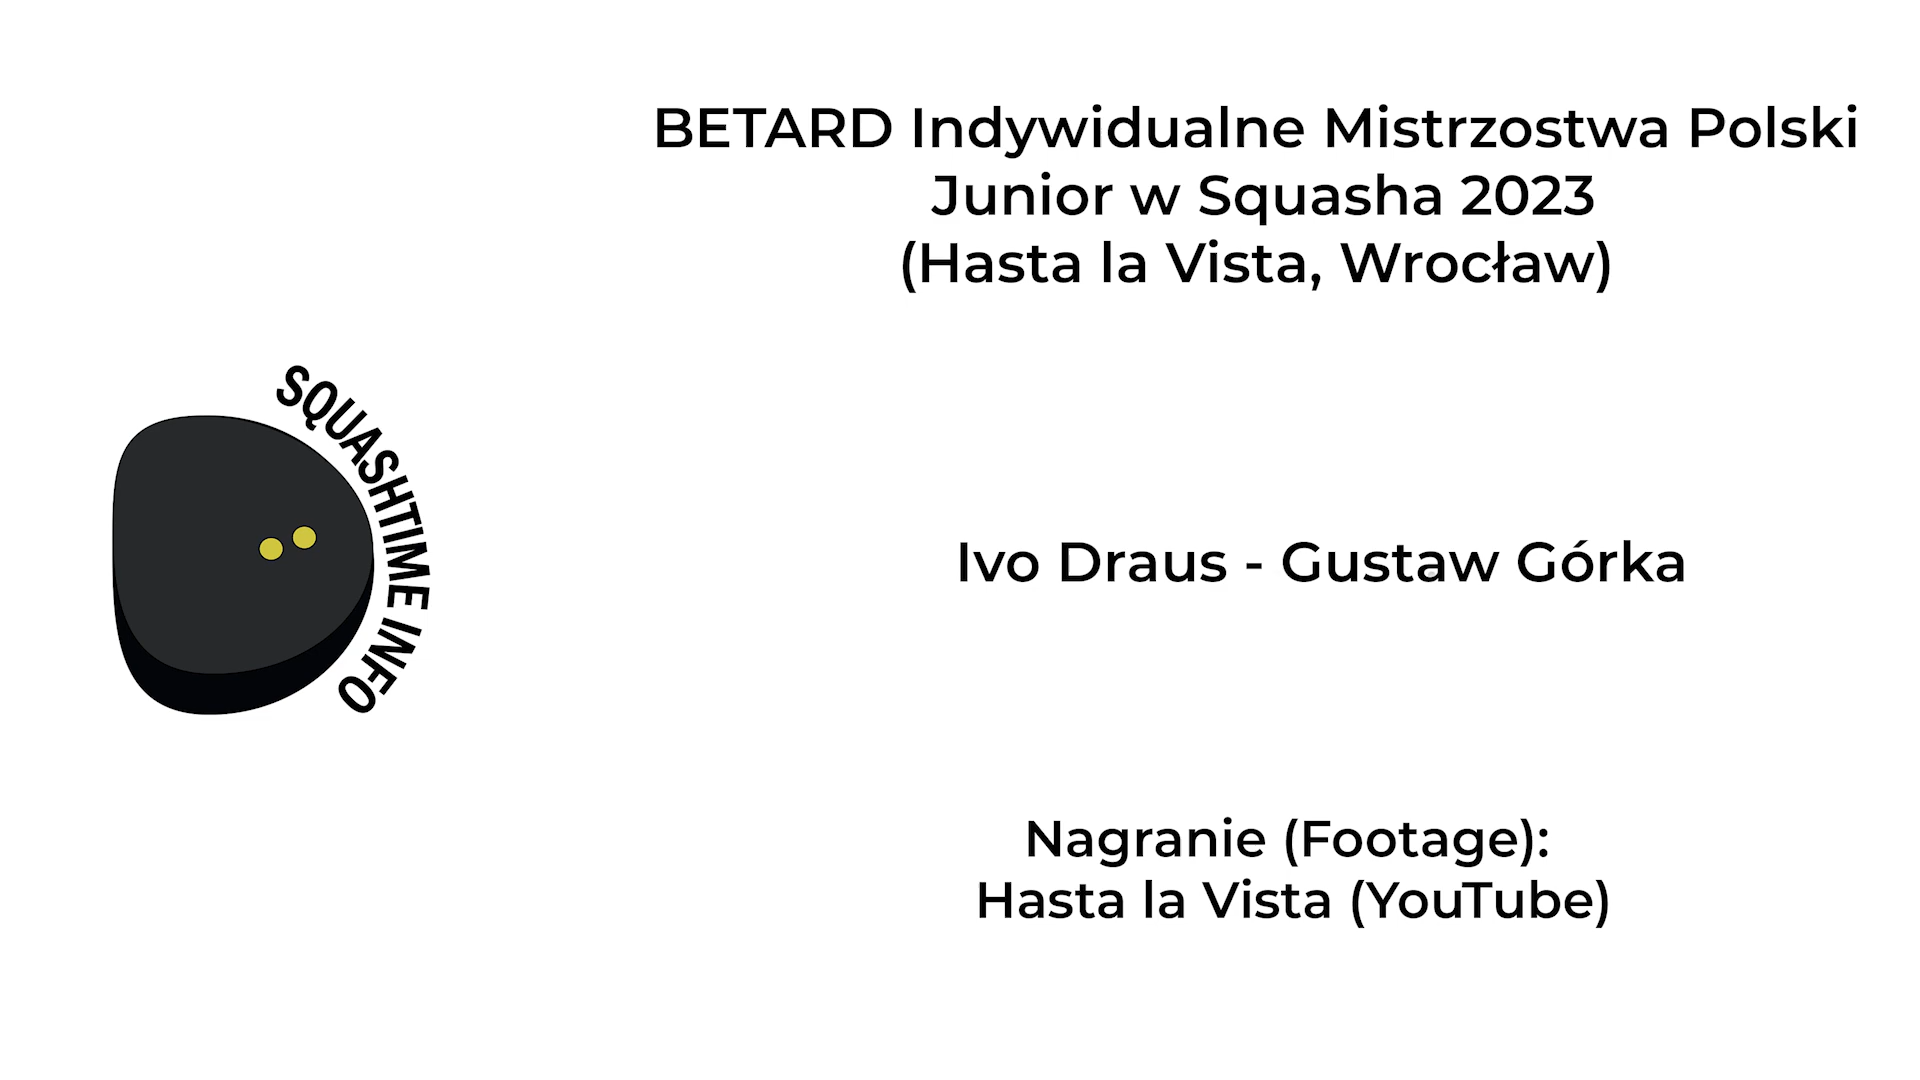 BETARD Indywidualne Mistrzostwa Polski
Junior w Squasha 2023
(Hasta la Vista, Wrocław)
SQUASHTIME INFO
Ivo Draus - Gustaw Górka
Nagranie (Footage):
Hasta la Vista (YouTube)